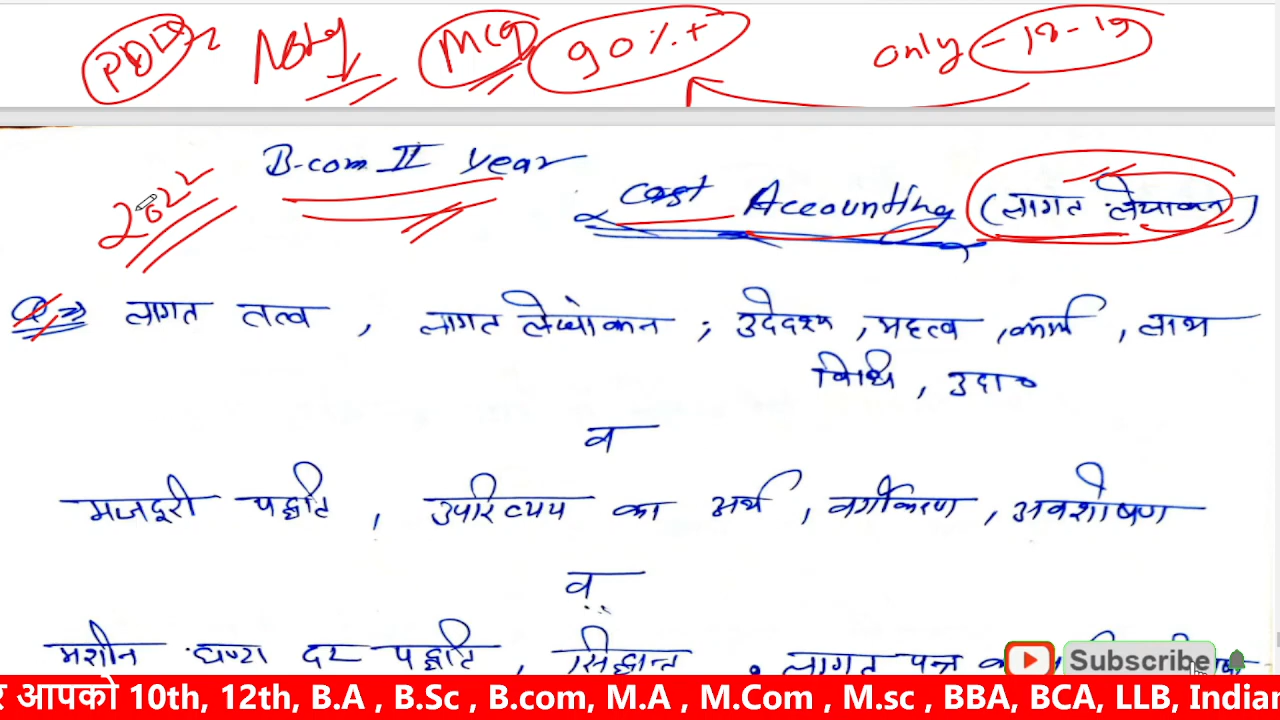 PDF Notes MCQ 90%+ only - 18-19
B-com II year
2022
Cost Accounting (लागत लेखांकन)
Q⇒ लागत तत्व, लागत लेखांकन; उददेश्य, महत्व, कार्य, लाभ
विधि, उदा०
व
मजदूरी पद्धति, उपरिव्यय का अर्थ, वर्गीकरण, अवशोषण
व
मशीन घण्टा दर पद्धति, सिद्धान्त, लागत पत्र
Subscribe
र आपको 10th, 12th, B.A , B.Sc , B.com, M.A , M.Com , M.sc , BBA, BCA, LLB, Indian